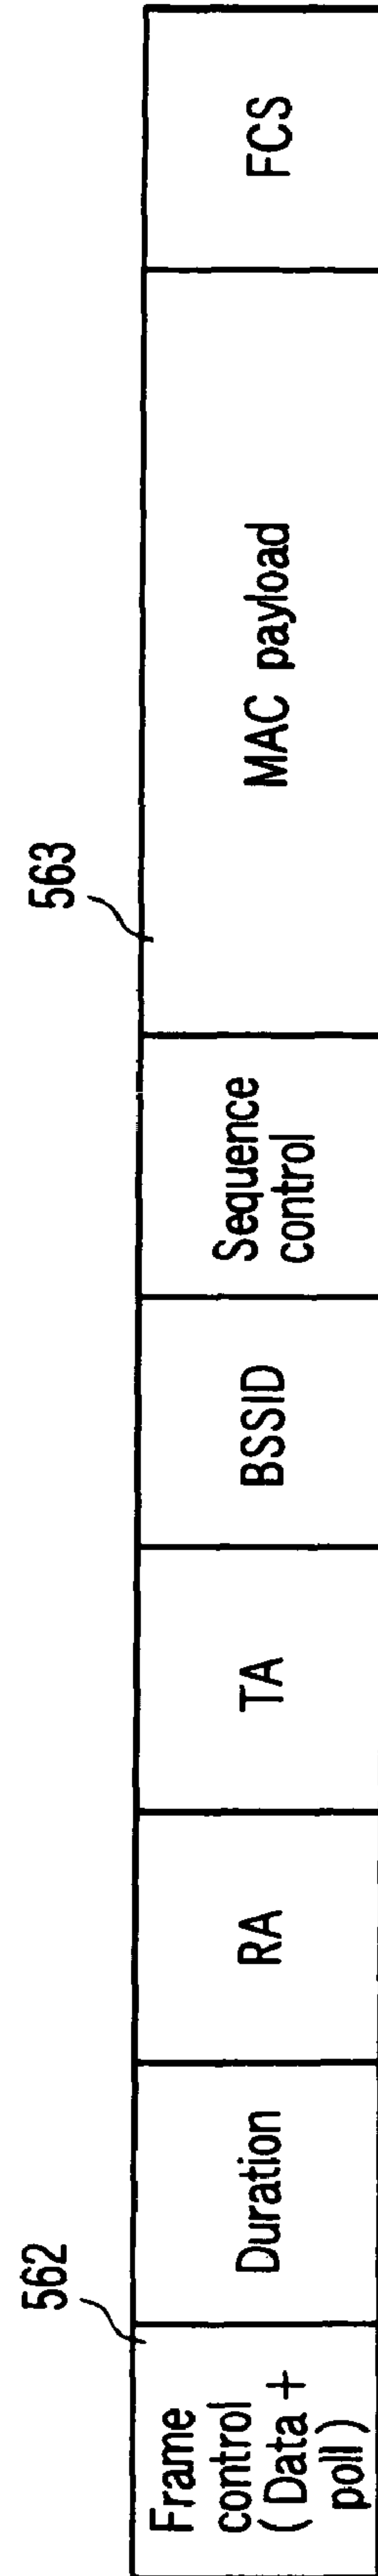 562
563
Frame
control
( Data +
poll )
Duration
RA
TA
BSSID
Sequence
control
MAC payload
FCS